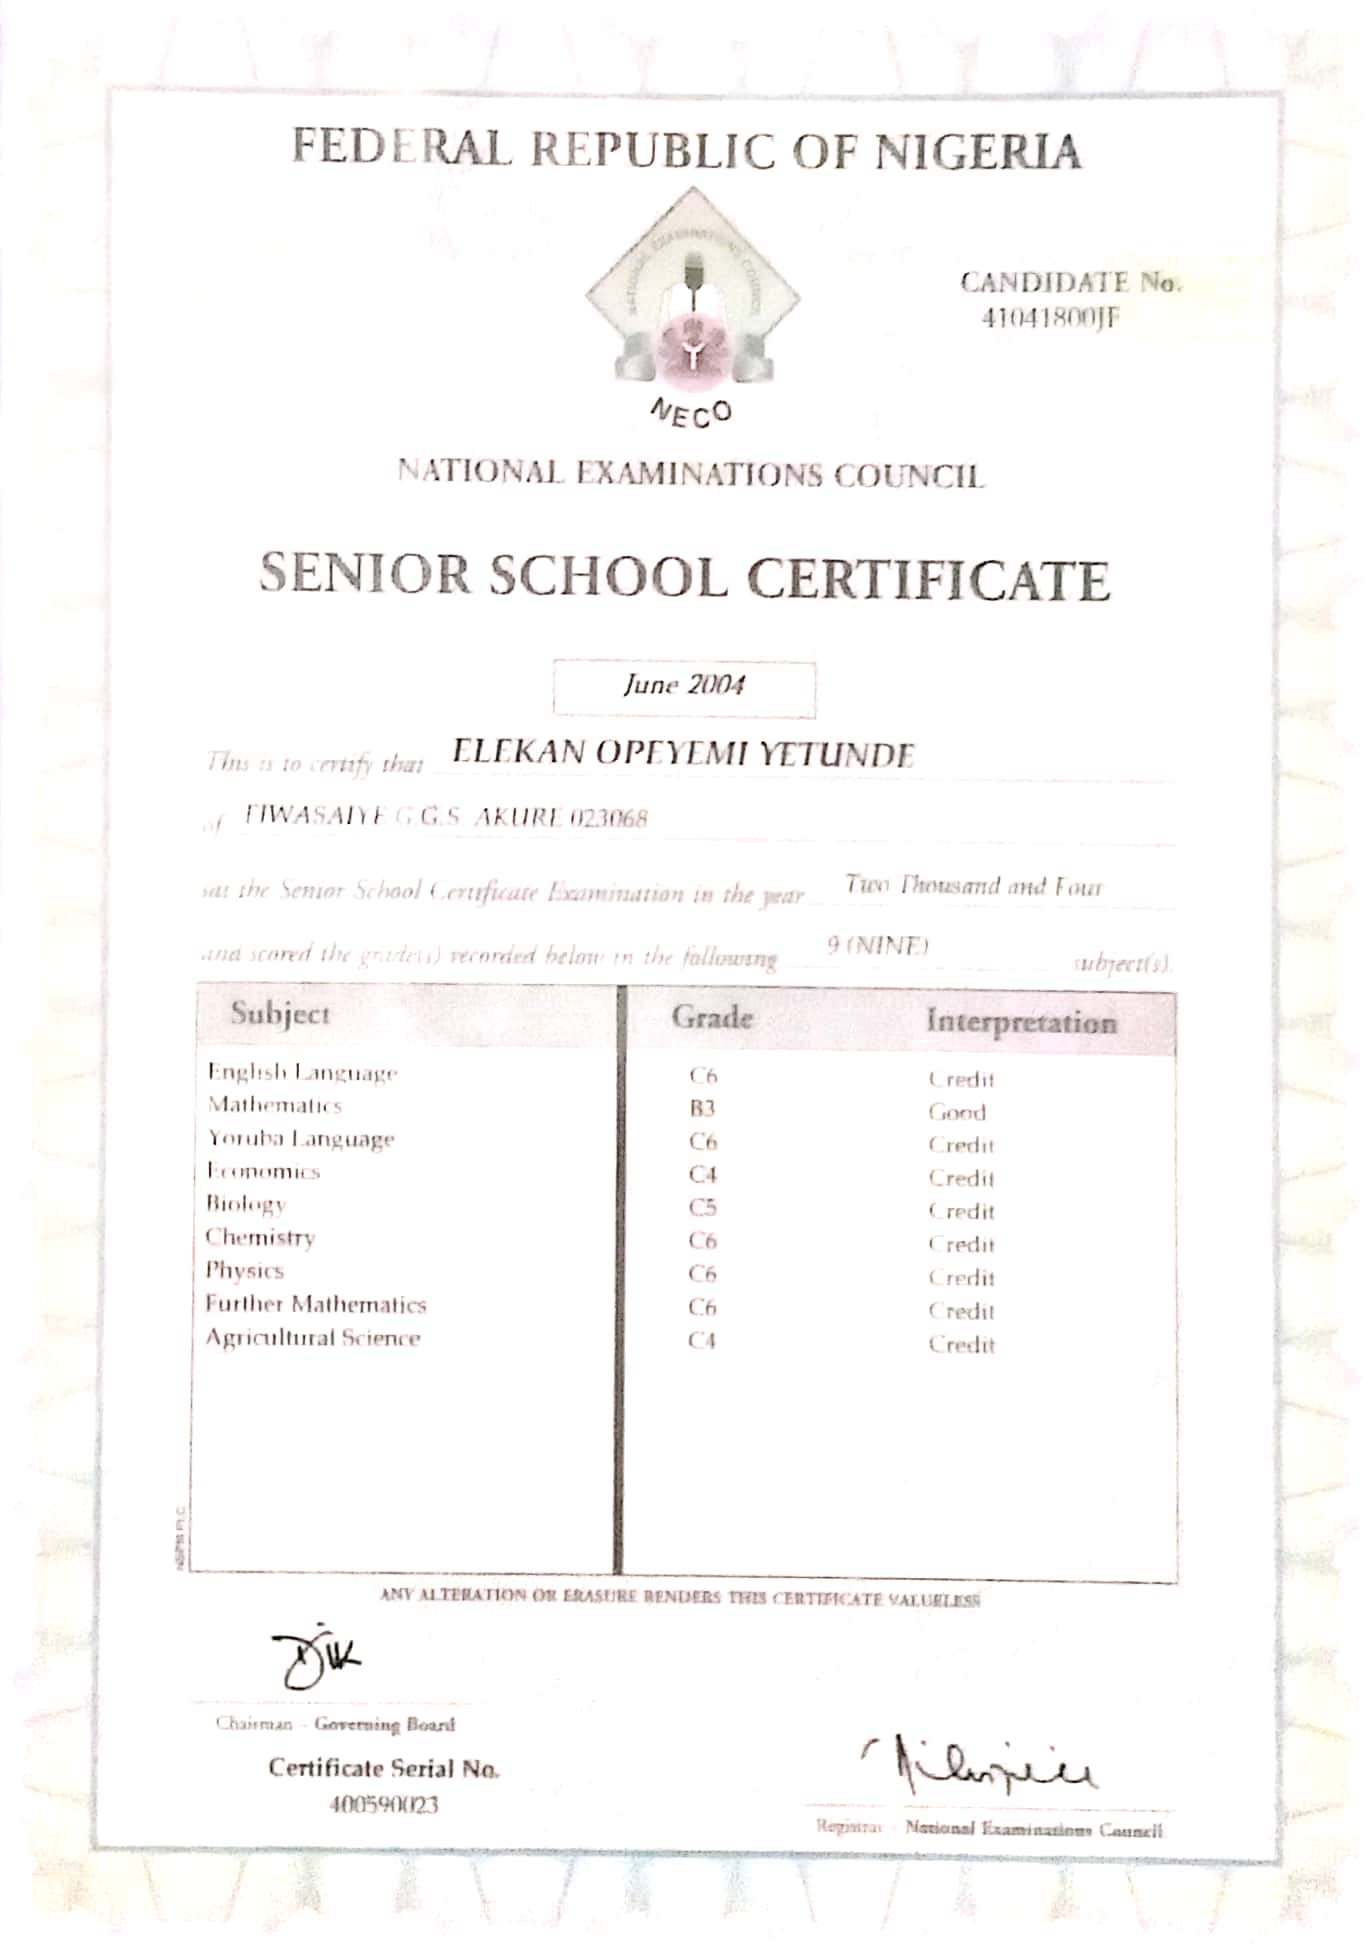 FEDERAL REPUBLIC OF NIGERIA
NATIONAL EXAMINATIONS COUNCIL
CANDIDATE No.
41041800JF
NECO
NATIONAL EXAMINATIONS COUNCIL
SENIOR SCHOOL CERTIFICATE
June 2004
This is to certify that ELEKAN OPEYEMI YETUNDE
of FIWASAIYE G.G.S. AKURE 023068
sat the Senior School Certificate Examination in the year Two Thousand and Four
and scored the grade(s) recorded below in the following 9 (NINE) subject(s).
Subject Grade Interpretation
English Language C6 Credit
Mathematics B3 Good
Yoruba Language C6 Credit
Economics C4 Credit
Biology C5 Credit
Chemistry C6 Credit
Physics C6 Credit
Further Mathematics C6 Credit
Agricultural Science C4 Credit
ANY ALTERATION OR ERASURE RENDERS THIS CERTIFICATE VALUELESS
Chairman - Governing Board
Certificate Serial No.
400590023
Registrar - National Examinations Council